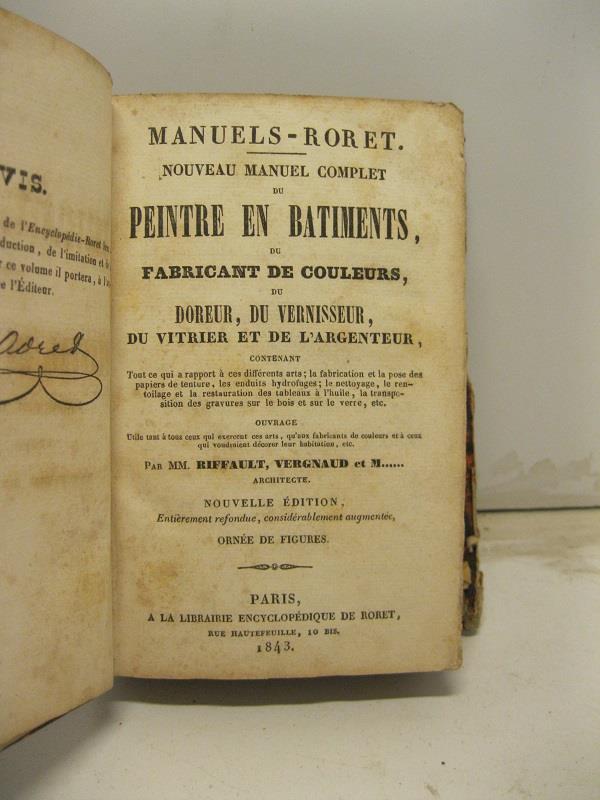 VIS.
de l'Encyclopédie-Roret
duction, de l'imitation et
ce volume il portera, à
e l'Éditeur.
MANUELS-RORET.
NOUVEAU MANUEL COMPLET
DU
PEINTRE EN BATIMENTS,
DU
FABRICANT DE COULEURS,
DU
DOREUR, DU VERNISSEUR,
DU VITRIER ET DE L'ARGENTEUR,
CONTENANT
Tout ce qui a rapport à ces différents arts; la fabrication et la pose des
papiers de tenture, les enduits hydrofuges; le nettoyage, le ren-
toilage et la restauration des tableaux à l'huile, la transpo-
sition des gravures sur le bois et sur le verre, etc.
OUVRAGE
Utile tant à tous ceux qui exercent ces arts, qu'aux fabricants de couleurs et à ceux
qui voudraient décorer leur habitation, etc.
PAR MM. RIFFAULT, VERGNAUD et M......
ARCHITECTE.
NOUVELLE ÉDITION,
Entièrement refondue, considérablement augmentée,
ORNÉE DE FIGURES.
PARIS,
A LA LIBRAIRIE ENCYCLOPÉDIQUE DE RORET,
RUE HAUTEFEUILLE, 10 BIS.
1843.